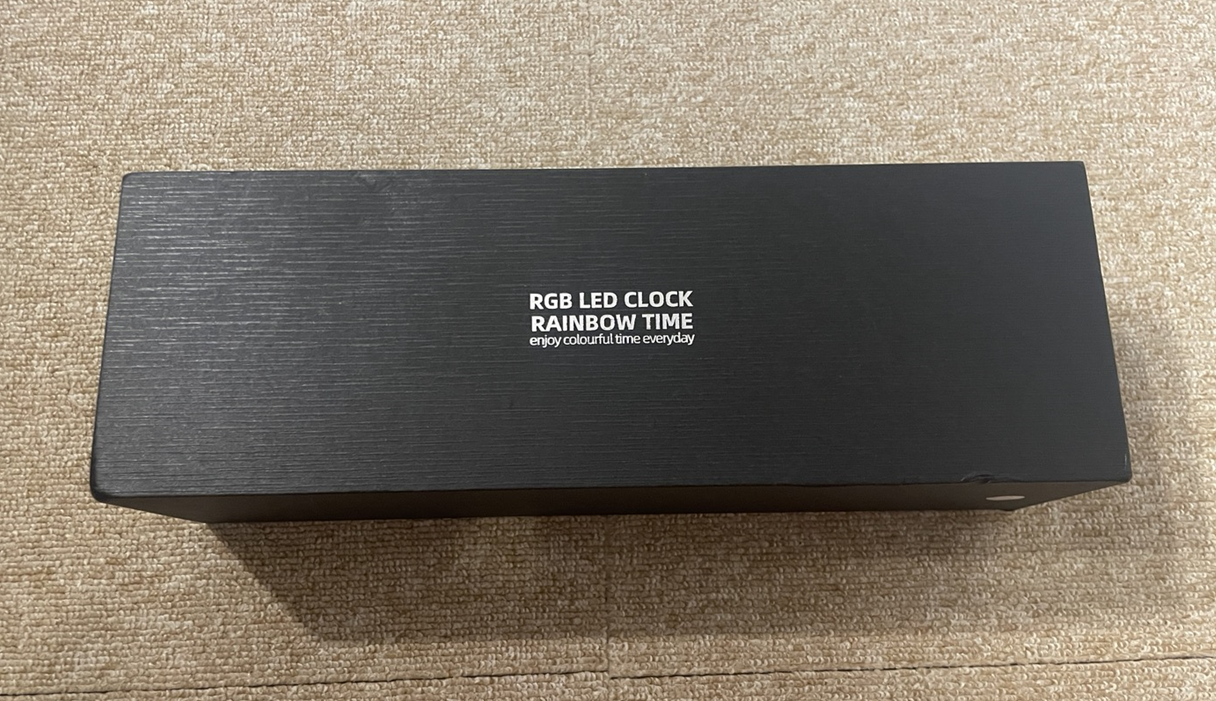 RGB LED CLOCK
RAINBOW TIME
enjoy colourful time everyday